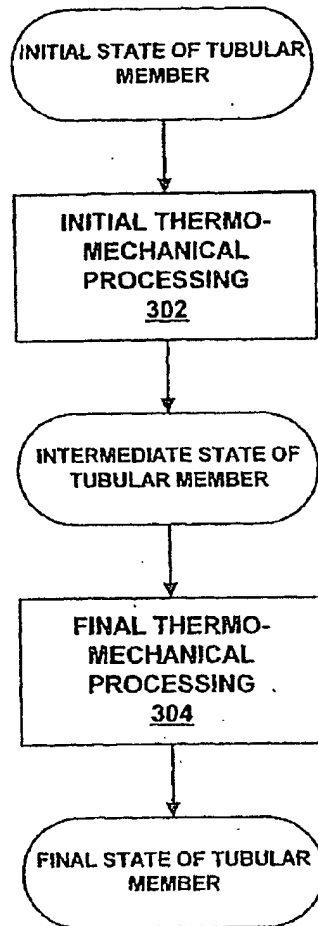 INITIAL STATE OF TUBULAR
MEMBER
INITIAL THERMO-
MECHANICAL
PROCESSING
302
INTERMEDIATE STATE OF
TUBULAR MEMBER
FINAL THERMO-
MECHANICAL
PROCESSING
304
FINAL STATE OF TUBULAR
MEMBER